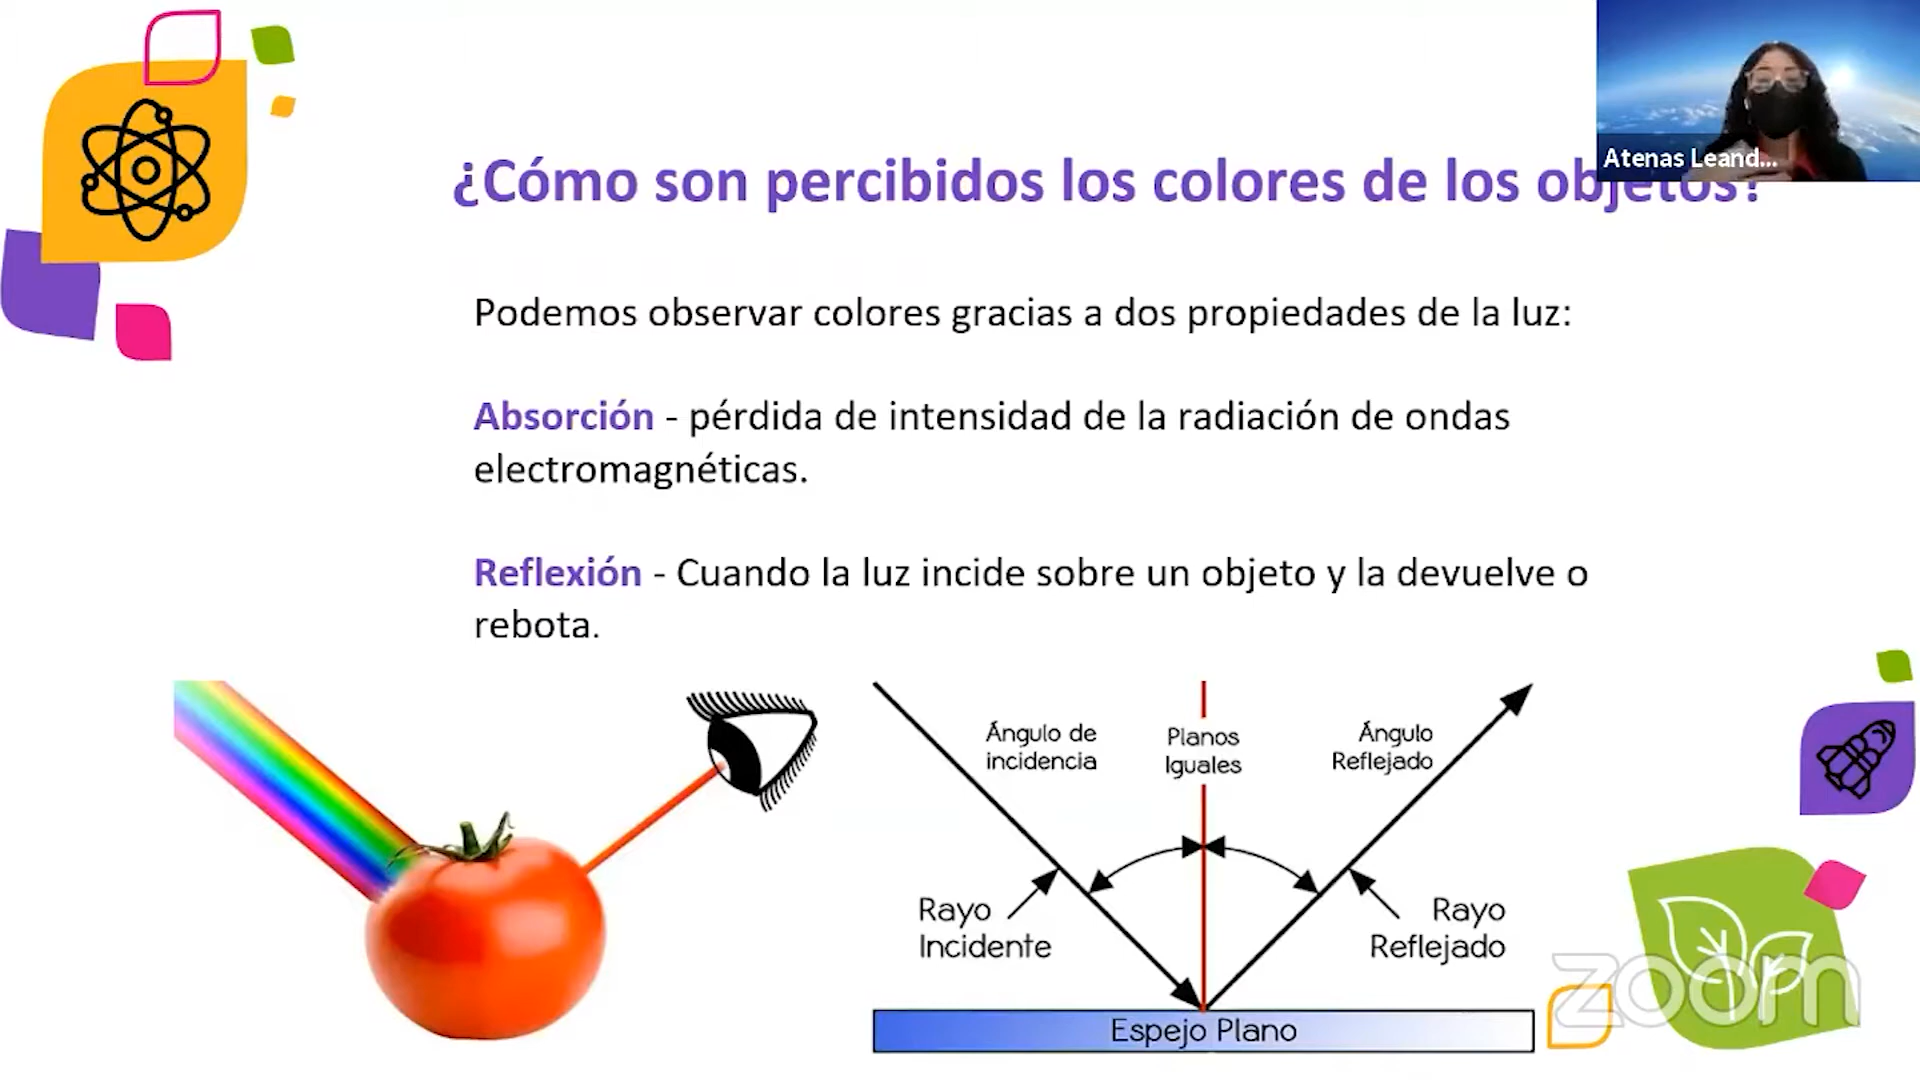 Atenas Leand...
¿Cómo son percibidos los colores de los objetos?
Podemos observar colores gracias a dos propiedades de la luz:
Absorción - pérdida de intensidad de la radiación de ondas
electromagnéticas.
Reflexión - Cuando la luz incide sobre un objeto y la devuelve o
rebota.
Ángulo de
incidencia
Planos
Iguales
Ángulo
Reflejado
Rayo
Incidente
Rayo
Reflejado
Espejo Plano
zoom